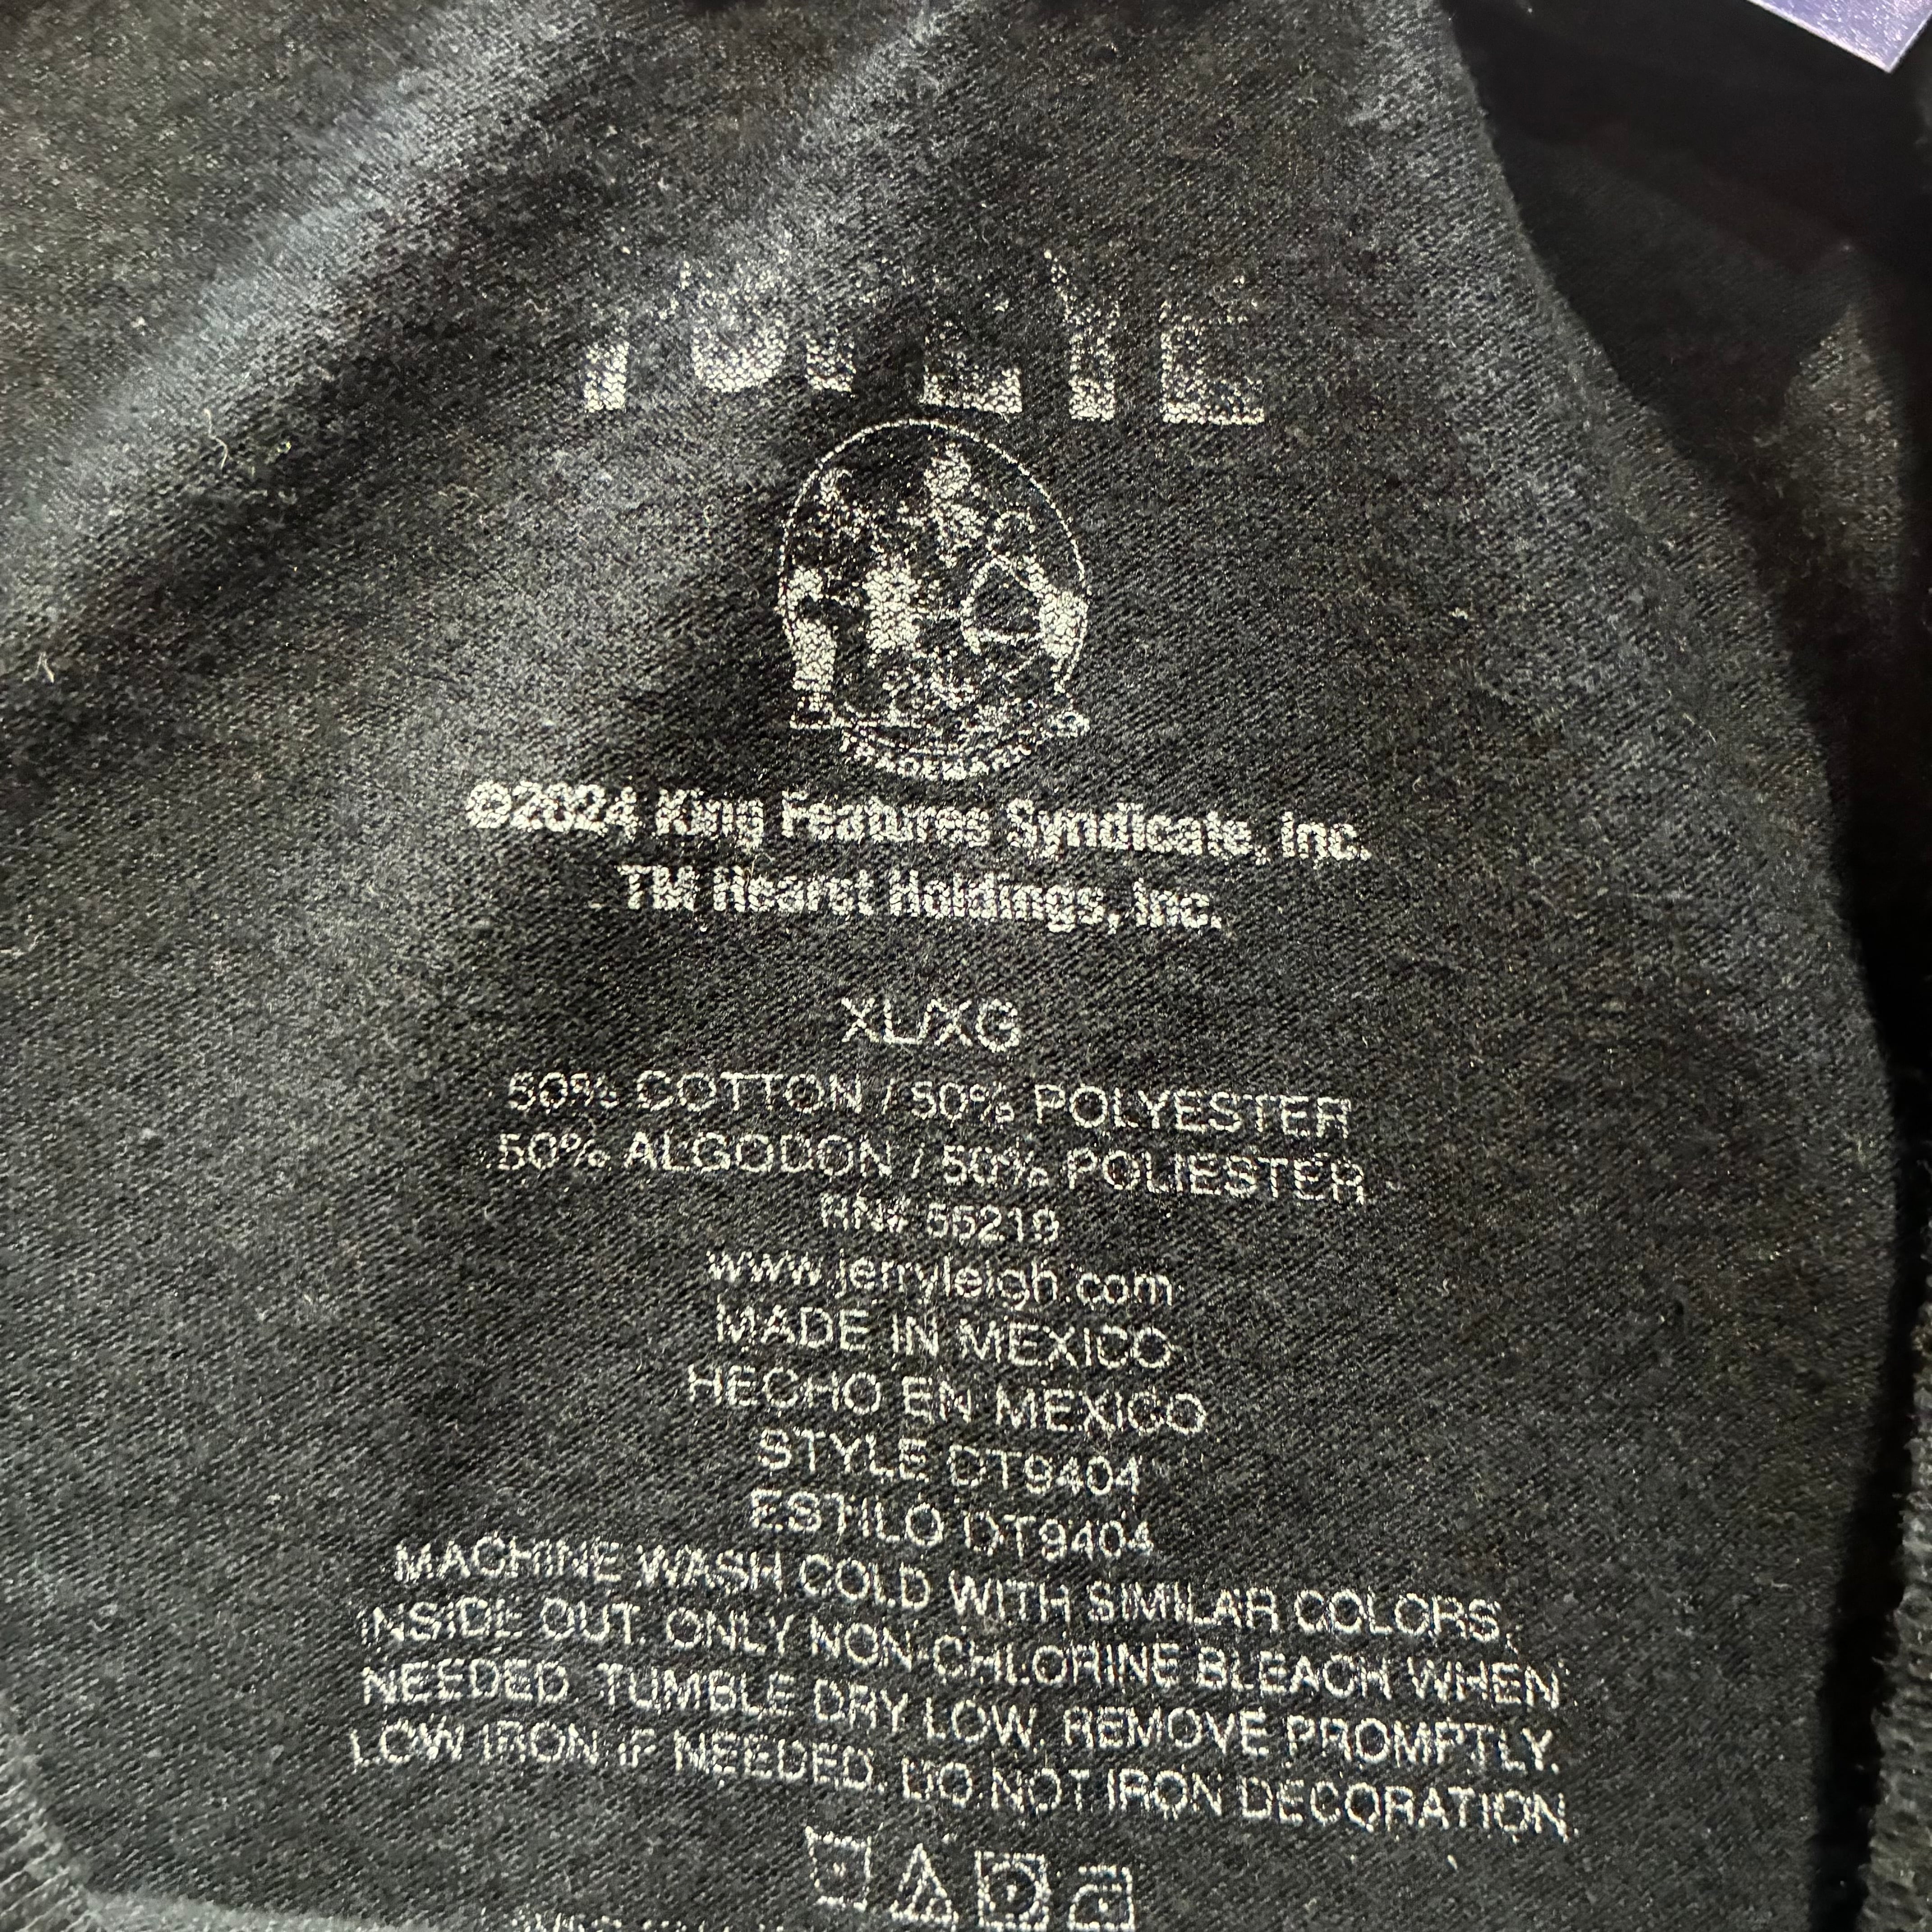 TRADEMARK
©2024 King Features Syndicate, Inc.
TM Hearst Holdings, Inc.
XL/XG
50% COTTON / 50% POLYESTER
50% ALGODON / 50% POLIESTER
RN# 55219
www.jerryleigh.com
MADE IN MEXICO
HECHO EN MEXICO
STYLE DT9404
ESTILO DT9404
MACHINE WASH COLD WITH SIMILAR COLORS,
INSIDE OUT. ONLY NON-CHLORINE BLEACH WHEN
NEEDED. TUMBLE DRY LOW. REMOVE PROMPTLY.
LOW IRON IF NEEDED. DO NOT IRON DECORATION.